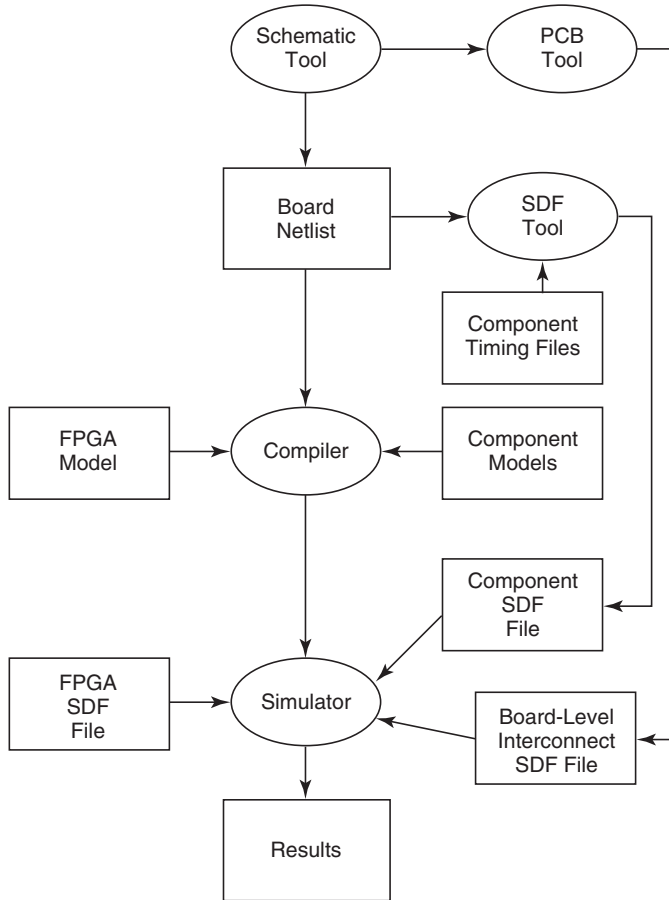 Schematic
Tool
PCB
Tool
Board
Netlist
SDF
Tool
Component
Timing Files
FPGA
Model
Compiler
Component
Models
Component
SDF
File
FPGA
SDF
File
Simulator
Board-Level
Interconnect
SDF File
Results